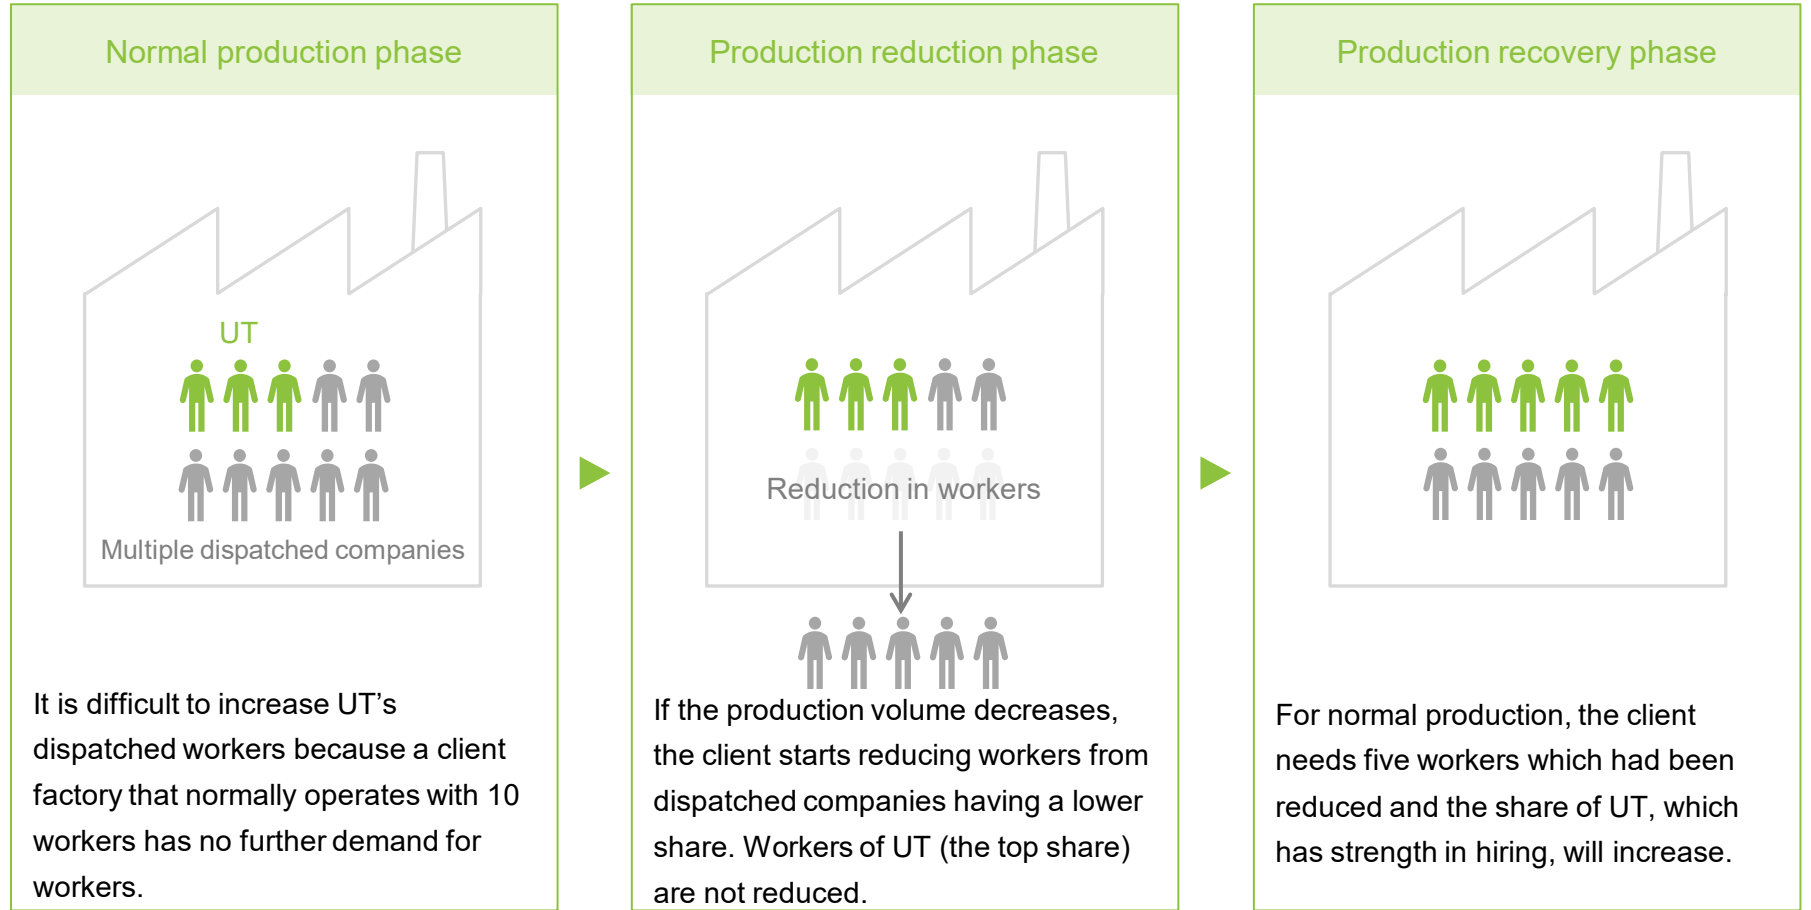 Normal production phase
UT
Multiple dispatched companies
It is difficult to increase UT’s
dispatched workers because a client
factory that normally operates with 10
workers has no further demand for
workers.
Production reduction phase
Reduction in workers
If the production volume decreases,
the client starts reducing workers from
dispatched companies having a lower
share. Workers of UT (the top share)
are not reduced.
Production recovery phase
For normal production, the client
needs five workers which had been
reduced and the share of UT, which
has strength in hiring, will increase.